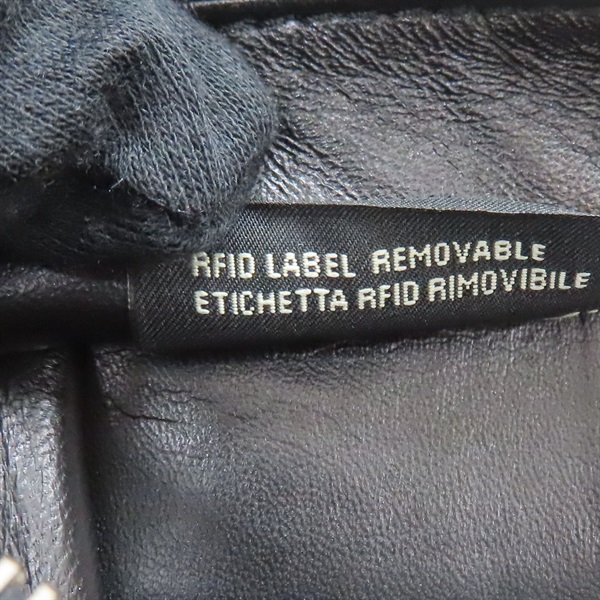 RFID LABEL REMOVABLE
ETICHETTA RFID RIMOVIBILE